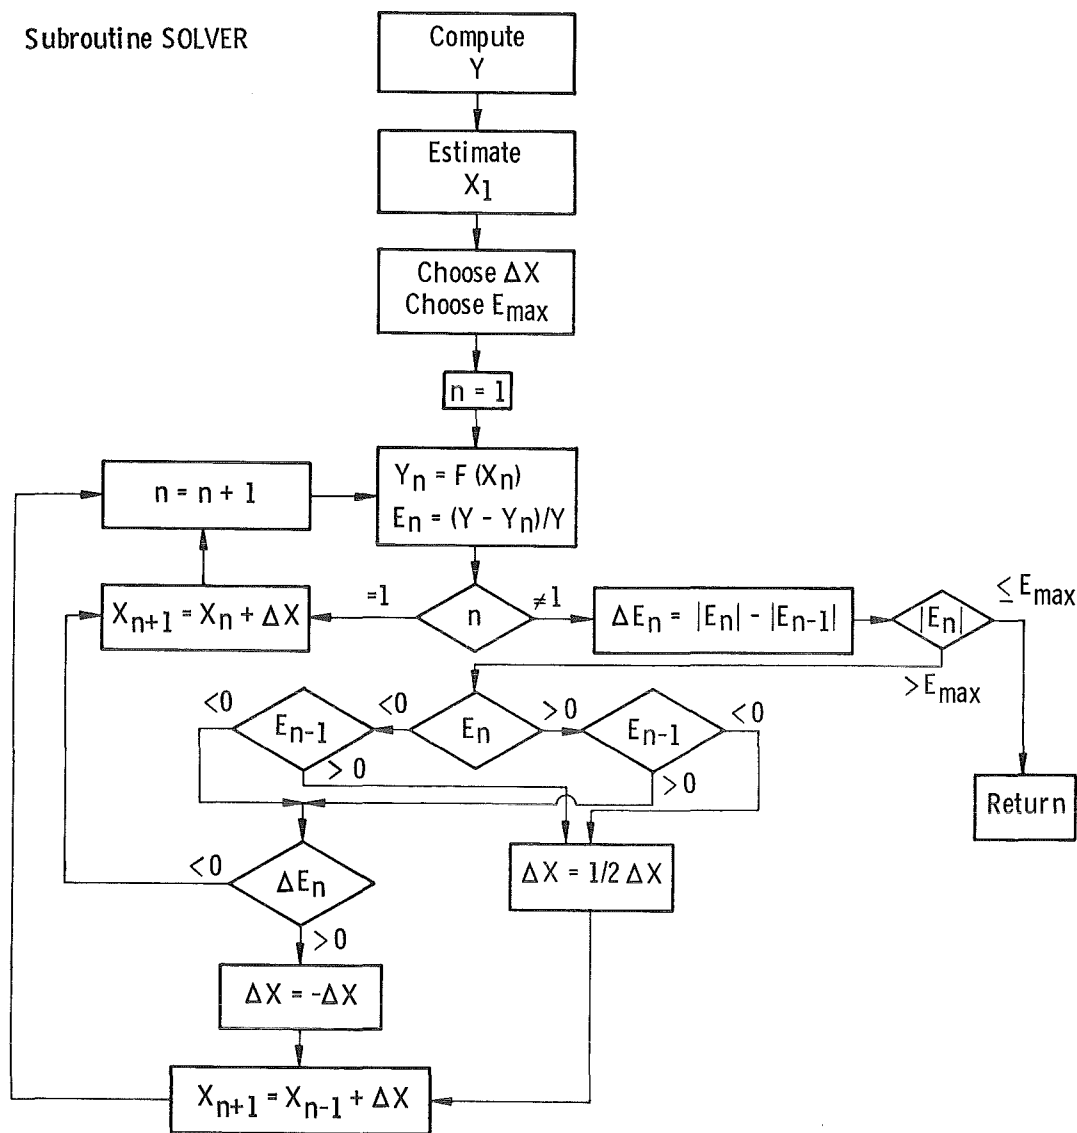 Subroutine SOLVER
Compute
Y
Estimate
X1
Choose ΔX
Choose Emax
n = 1
Yn = F (Xn)
En = (Y - Yn)/Y
n = n + 1
Xn+1 = Xn + ΔX
=1
n
≠1
ΔEn = |En| - |En-1|
|En|
≤ Emax
> Emax
<0
En-1
<0
En
> 0
En-1
<0
> 0
> 0
Return
<0
ΔEn
> 0
ΔX = 1/2 ΔX
ΔX = -ΔX
Xn+1 = Xn-1 + ΔX